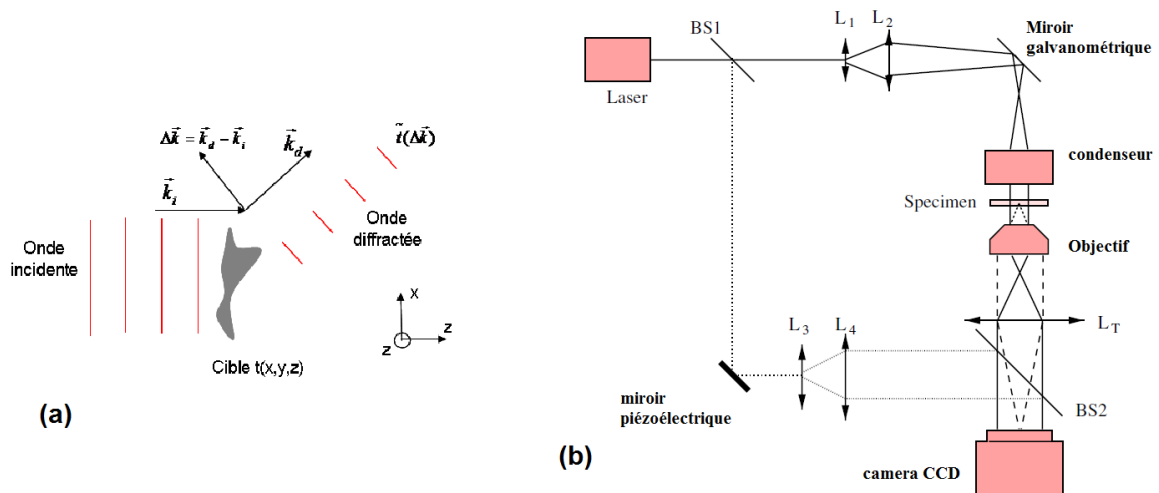 Δk⃗ = k⃗d − k⃗i
k⃗d
t̃(Δk⃗)
k⃗i
Onde
incidente
Onde
diffractée
x
z
z
Cible t(x,y,z)
(a)
BS1
L1
L2
Miroir
galvanométrique
Laser
condenseur
Specimen
Objectif
LT
L3
L4
miroir
piézoélectrique
BS2
camera CCD
(b)